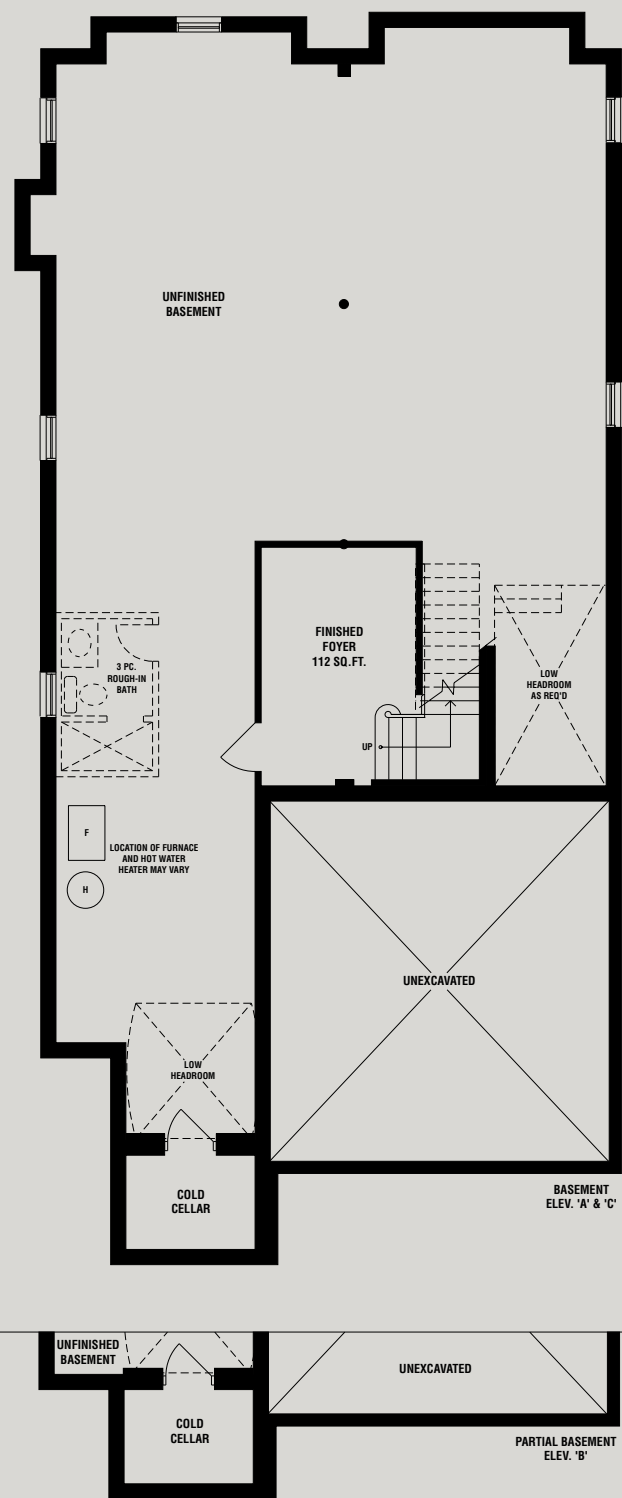 UNFINISHED
BASEMENT
FINISHED
FOYER
112 SQ.FT.
3 PC.
ROUGH-IN
BATH
LOW
HEADROOM
AS REQ'D
UP
F
LOCATION OF FURNACE
AND HOT WATER
HEATER MAY VARY
H
UNEXCAVATED
LOW
HEADROOM
COLD
CELLAR
BASEMENT
ELEV. 'A' & 'C'
UNFINISHED
BASEMENT
UNEXCAVATED
COLD
CELLAR
PARTIAL BASEMENT
ELEV. 'B'